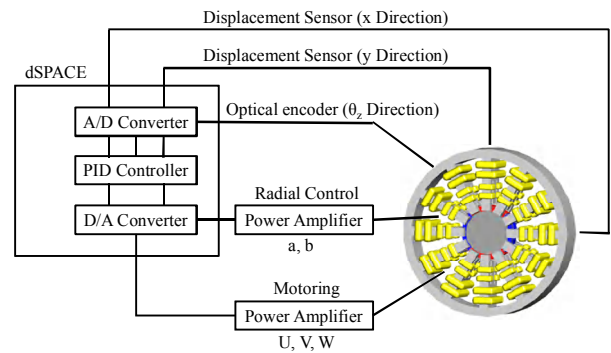 Displacement Sensor (x Direction)
Displacement Sensor (y Direction)
dSPACE
Optical encoder (θz Direction)
A/D Converter
PID Controller
Radial Control
D/A Converter
Power Amplifier
a, b
Motoring
Power Amplifier
U, V, W